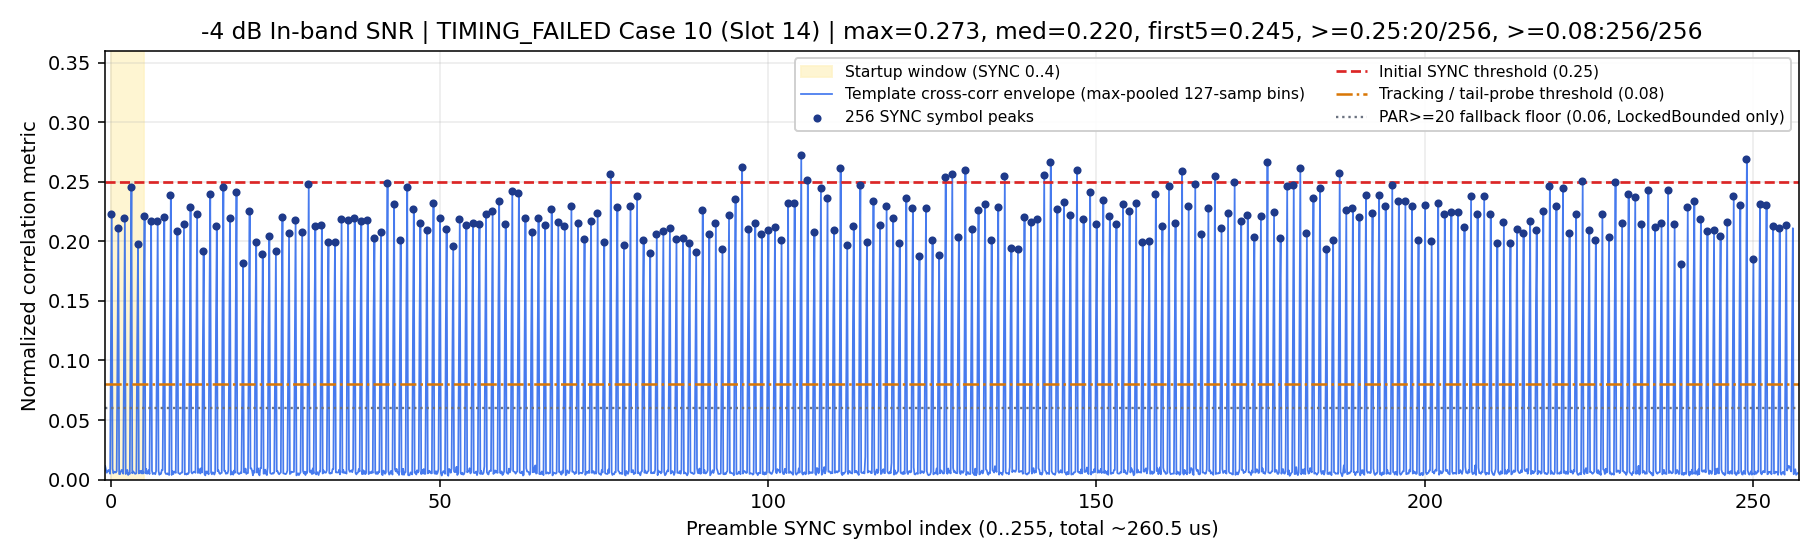 -4 dB In-band SNR | TIMING_FAILED Case 10 (Slot 14) | max=0.273, med=0.220, first5=0.245, >=0.25:20/256, >=0.08:256/256
Startup window (SYNC 0..4)
Template cross-corr envelope (max-pooled 127-samp bins)
256 SYNC symbol peaks
Initial SYNC threshold (0.25)
Tracking / tail-probe threshold (0.08)
PAR>=20 fallback floor (0.06, LockedBounded only)
Normalized correlation metric
0.35
0.30
0.25
0.20
0.15
0.10
0.05
0.00
0 50 100 150 200 250
Preamble SYNC symbol index (0..255, total ~260.5 us)